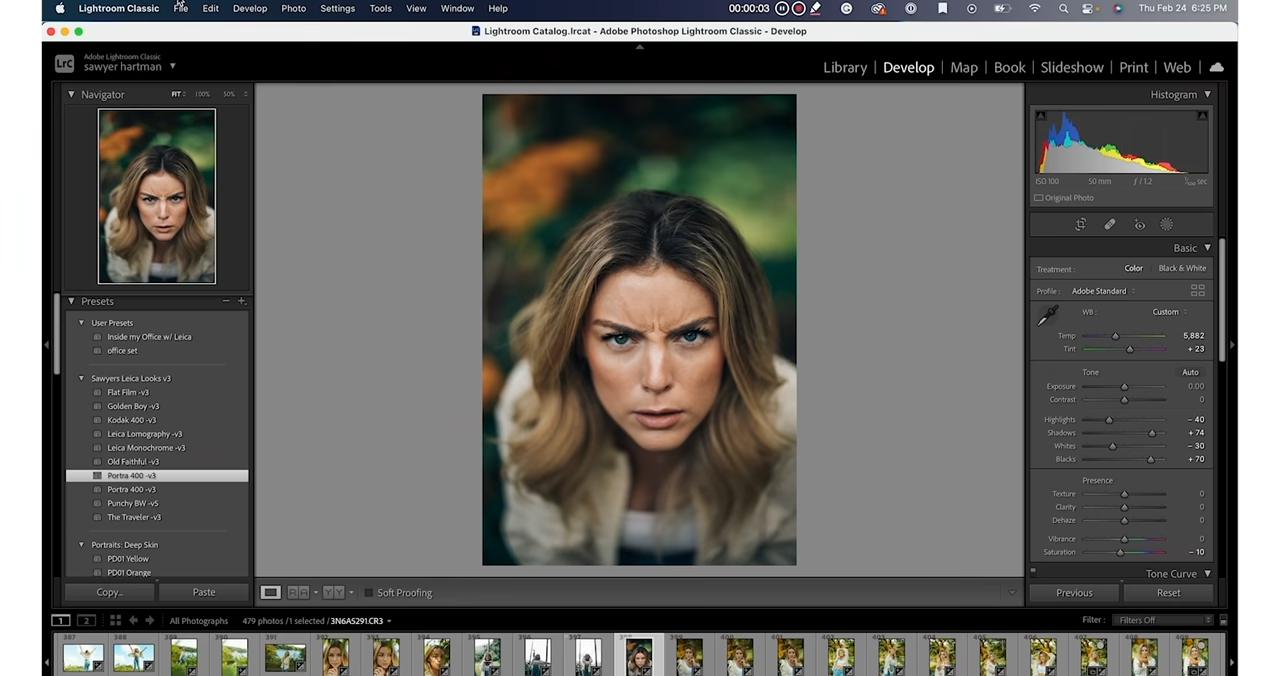 Lightroom Classic File Edit Develop Photo Settings Tools View Window Help 00:00:03 Thu Feb 24 6:25 PM
Lightroom Catalog.lrcat - Adobe Photoshop Lightroom Classic - Develop
LrC Adobe Lightroom Classic
sawyer hartman
Library | Develop | Map | Book | Slideshow | Print | Web
Navigator FIT 100% 50%
Presets
User Presets
Inside my Office w/ Leica
office set
Sawyers Leica Looks v3
Flat Film -v3
Golden Boy -v3
Kodak 400 -v3
Leica Lomography -v3
Leica Monochrome -v3
Old Faithful -v3
Portra 400 -v3
Portra 400 -v3
Punchy BW -v5
The Traveler -v3
Portraits: Deep Skin
PD01 Yellow
PD01 Orange
Copy... Paste
Soft Proofing
Histogram
ISO 100 50 mm ƒ / 1.2
Original Photo
Basic
Treatment : Color Black & White
Profile : Adobe Standard
WB : Custom
Temp 5,882
Tint + 23
Tone Auto
Exposure 0.00
Contrast 0
Highlights - 40
Shadows + 74
Whites - 30
Blacks + 70
Presence
Texture 0
Clarity 0
Dehaze 0
Vibrance 0
Saturation - 10
Tone Curve
Previous Reset
1 2 All Photographs 479 photos / 1 selected / 3N6A5291.CR3 Filter : Filters Off